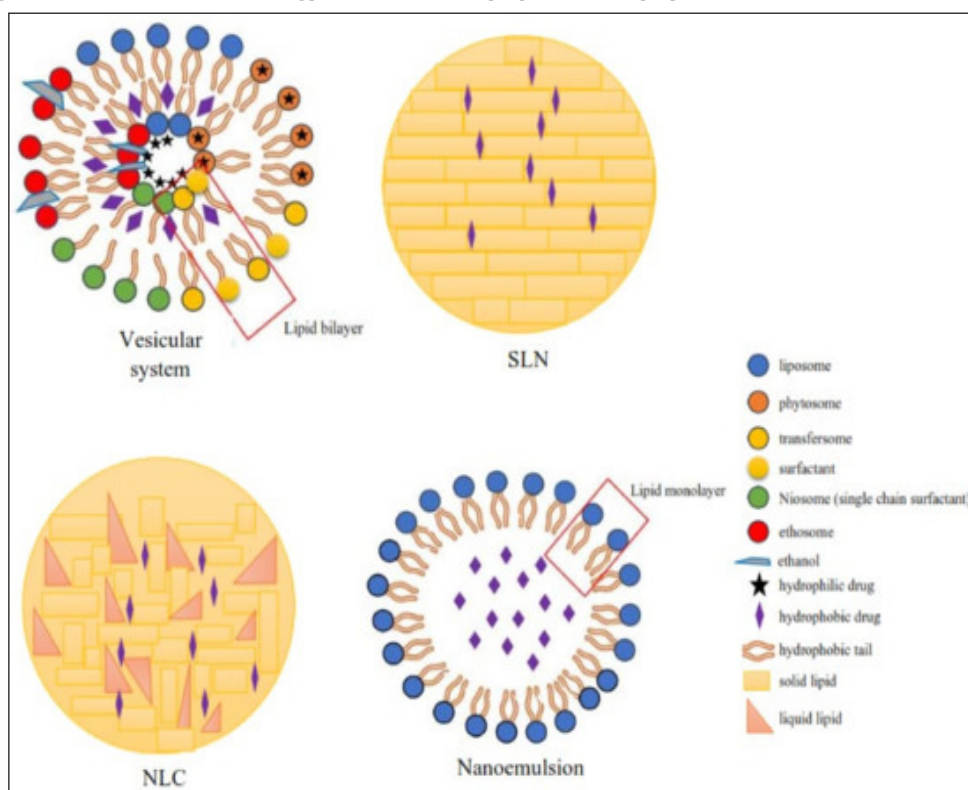 Lipid bilayer
Vesicular
system
SLN
liposome
phytosome
transfersome
surfactant
Niosome (single chain surfactant)
ethosome
ethanol
hydrophilic drug
hydrophobic drug
hydrophobic tail
solid lipid
liquid lipid
Lipid monolayer
NLC
Nanoemulsion